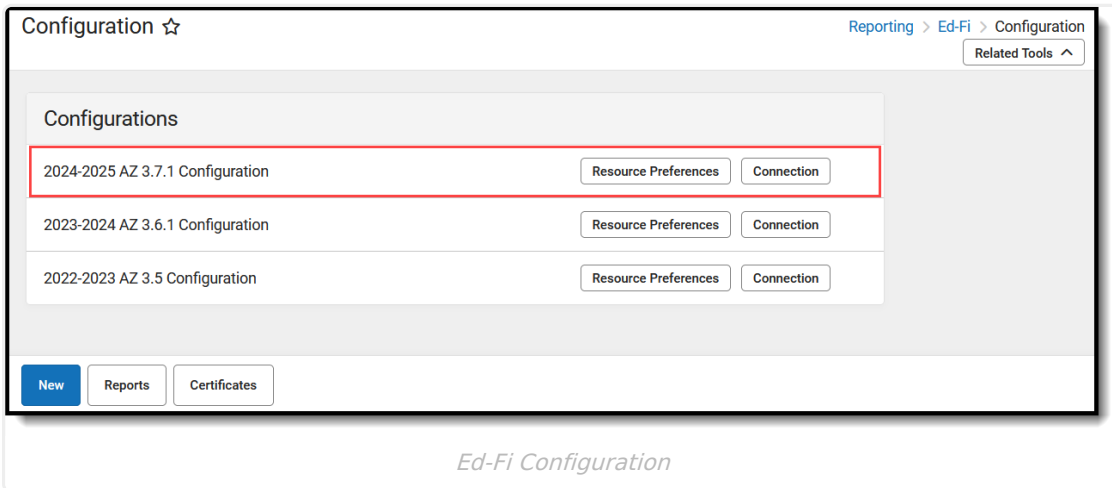 Configuration
Reporting > Ed-Fi > Configuration
Related Tools
Configurations
2024-2025 AZ 3.7.1 Configuration Resource Preferences Connection
2023-2024 AZ 3.6.1 Configuration Resource Preferences Connection
2022-2023 AZ 3.5 Configuration Resource Preferences Connection
New Reports Certificates
Ed-Fi Configuration